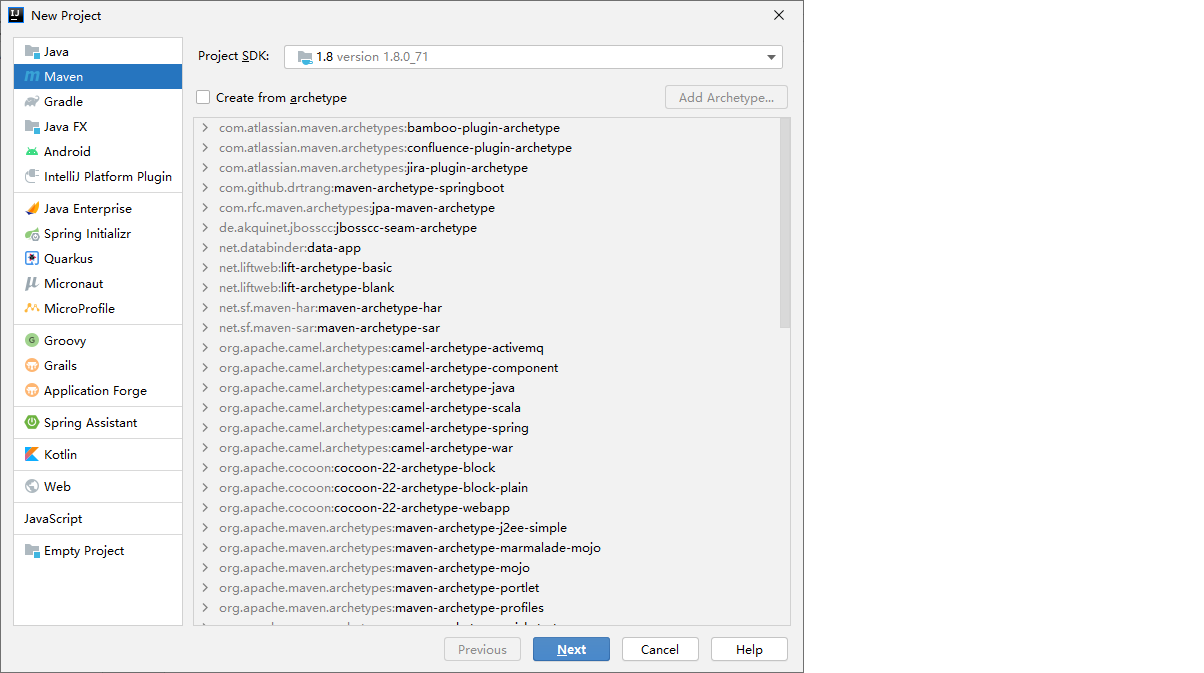 New Project
Java
Maven
Gradle
Java FX
Android
IntelliJ Platform Plugin
Java Enterprise
Spring Initializr
Quarkus
Micronaut
MicroProfile
Groovy
Grails
Application Forge
Spring Assistant
Kotlin
Web
JavaScript
Empty Project
Project SDK: 1.8 version 1.8.0_71
Create from archetype Add Archetype...
com.atlassian.maven.archetypes:bamboo-plugin-archetype
com.atlassian.maven.archetypes:confluence-plugin-archetype
com.atlassian.maven.archetypes:jira-plugin-archetype
com.github.drtrang:maven-archetype-springboot
com.rfc.maven.archetypes:jpa-maven-archetype
de.akquinet.jbosscc:jbosscc-seam-archetype
net.databinder:data-app
net.liftweb:lift-archetype-basic
net.liftweb:lift-archetype-blank
net.sf.maven-har:maven-archetype-har
net.sf.maven-sar:maven-archetype-sar
org.apache.camel.archetypes:camel-archetype-activemq
org.apache.camel.archetypes:camel-archetype-component
org.apache.camel.archetypes:camel-archetype-java
org.apache.camel.archetypes:camel-archetype-scala
org.apache.camel.archetypes:camel-archetype-spring
org.apache.camel.archetypes:camel-archetype-war
org.apache.cocoon:cocoon-22-archetype-block
org.apache.cocoon:cocoon-22-archetype-block-plain
org.apache.cocoon:cocoon-22-archetype-webapp
org.apache.maven.archetypes:maven-archetype-j2ee-simple
org.apache.maven.archetypes:maven-archetype-marmalade-mojo
org.apache.maven.archetypes:maven-archetype-mojo
org.apache.maven.archetypes:maven-archetype-portlet
org.apache.maven.archetypes:maven-archetype-profiles
Previous Next Cancel Help